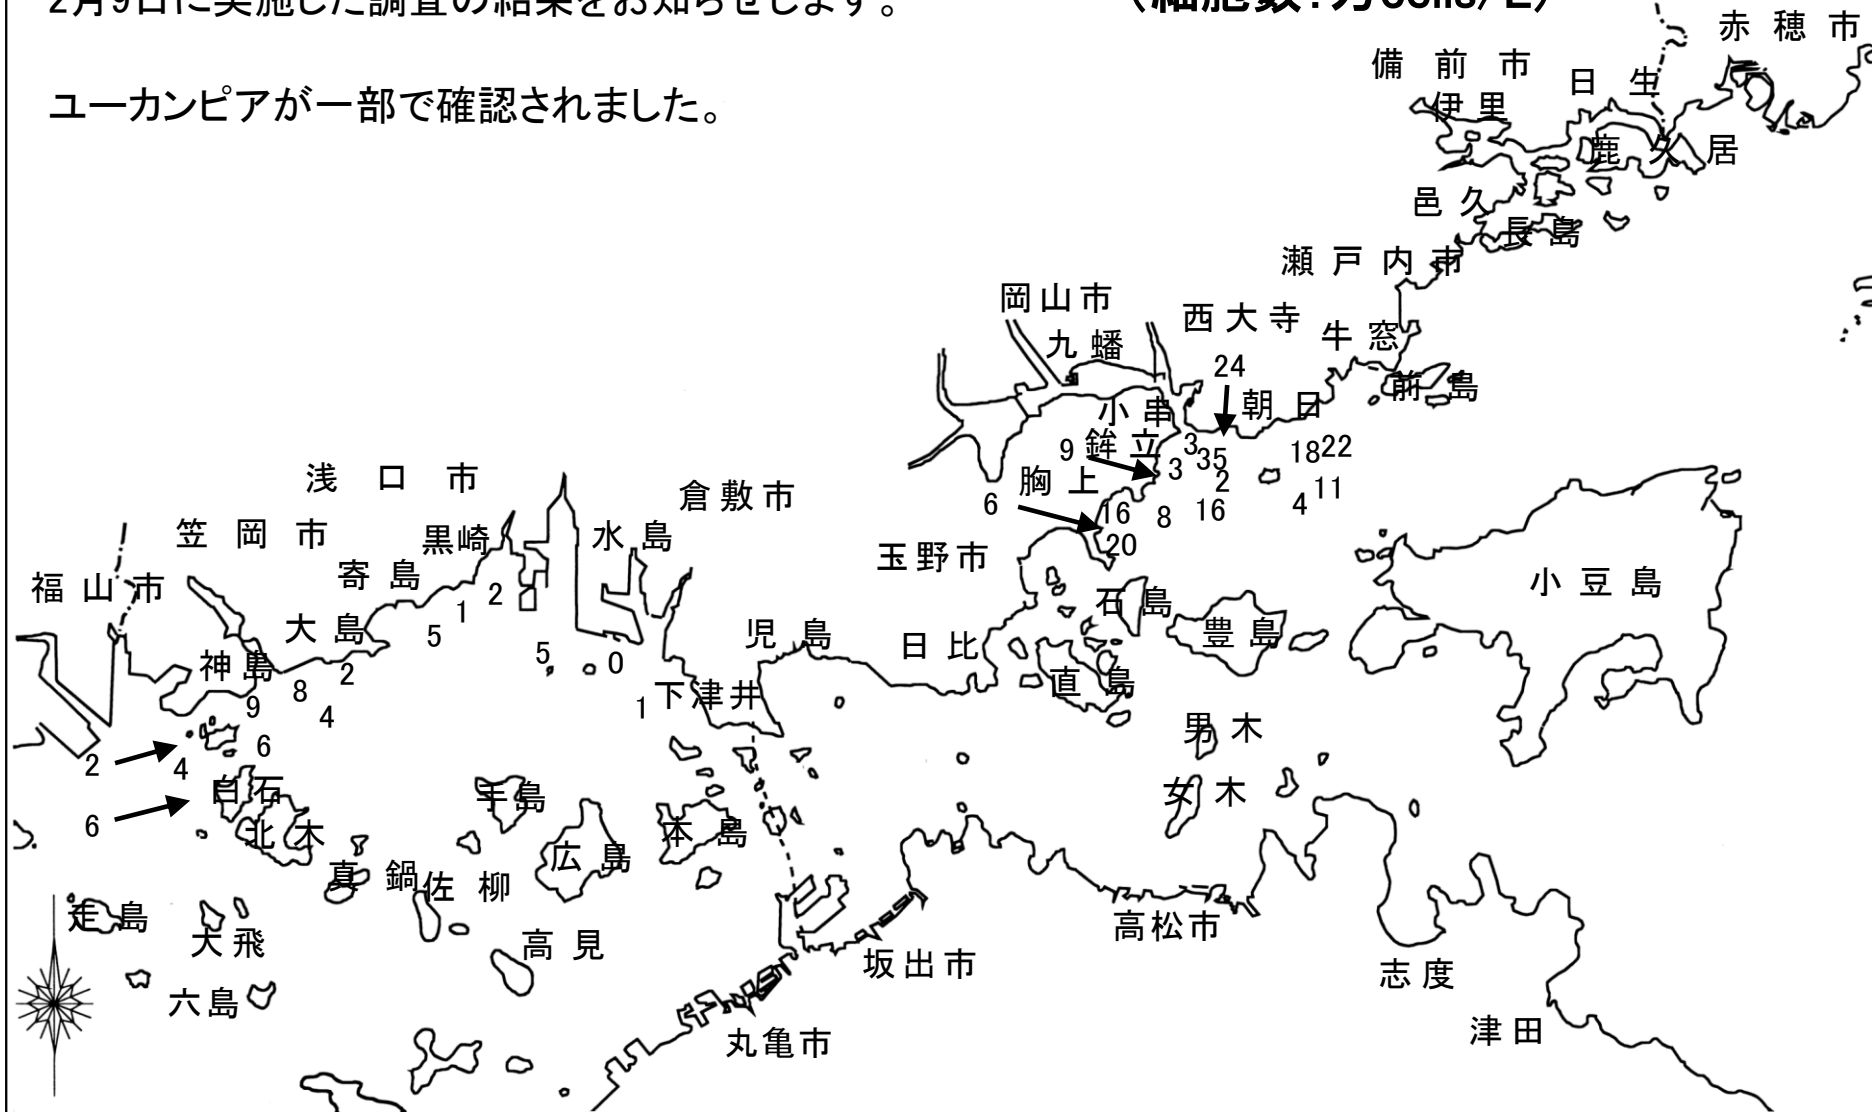 2月9日に実施した調査の結果をお知らせします。
(細胞数:万cells/L)
ユーカンピアが一部で確認されました。
赤穂市
備前市
日生
伊里
鹿久居
邑久
長島
瀬戸内市
岡山市
西大寺
牛窓
九蟠
24
前島
小串
朝日
9
鉾立
3
35
18
22
3
2
胸上
6
16
8
16
4
11
20
浅口市
倉敷市
笠岡市
黒崎
水島
玉野市
福山市
寄島
2
1
石島
小豆島
大島
5
児島
日比
豊島
神島
2
5
0
8
9
4
1
下津井
直島
男木
2
4
6
白石
手島
女木
6
北木
本島
真鍋
佐柳
広島
走島
大飛
高見
高松市
坂出市
志度
六島
丸亀市
津田